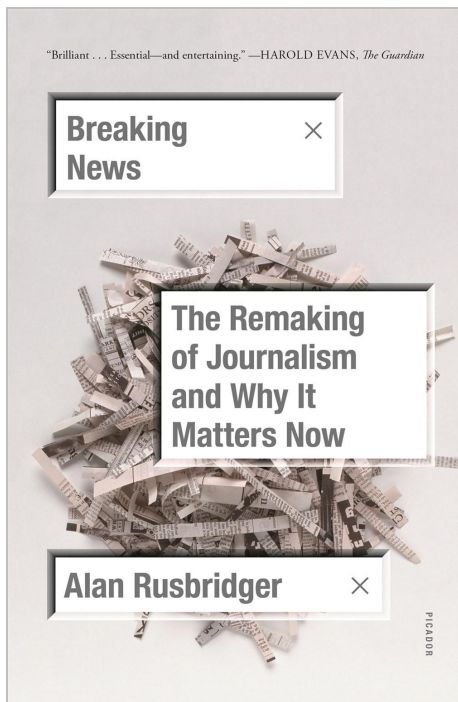 “Brilliant . . . Essential—and entertaining.” —HAROLD EVANS, The Guardian
Breaking
News
The Remaking
of Journalism
and Why It
Matters Now
Alan Rusbridger
PICADOR